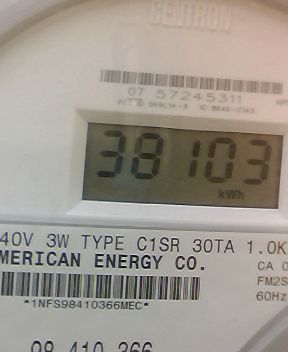 CENTRON
07 57245311
38103
kWh
40V 3W TYPE C1SR 30TA 1.0K
MERICAN ENERGY CO.
CA 0
FM2S
60Hz
*1NFS98410366MEC*
98 410 366